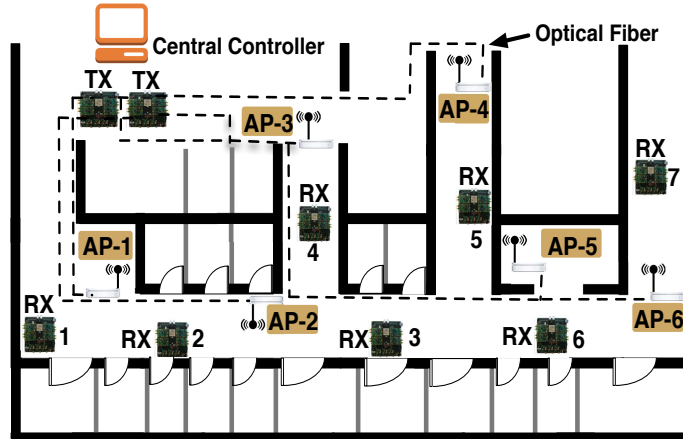 Optical Fiber
Central Controller
TX TX
AP-3
AP-4
RX
7
RX
4
RX
5
AP-1
AP-5
AP-2
AP-6
RX
1
RX 2
RX 3
RX 6